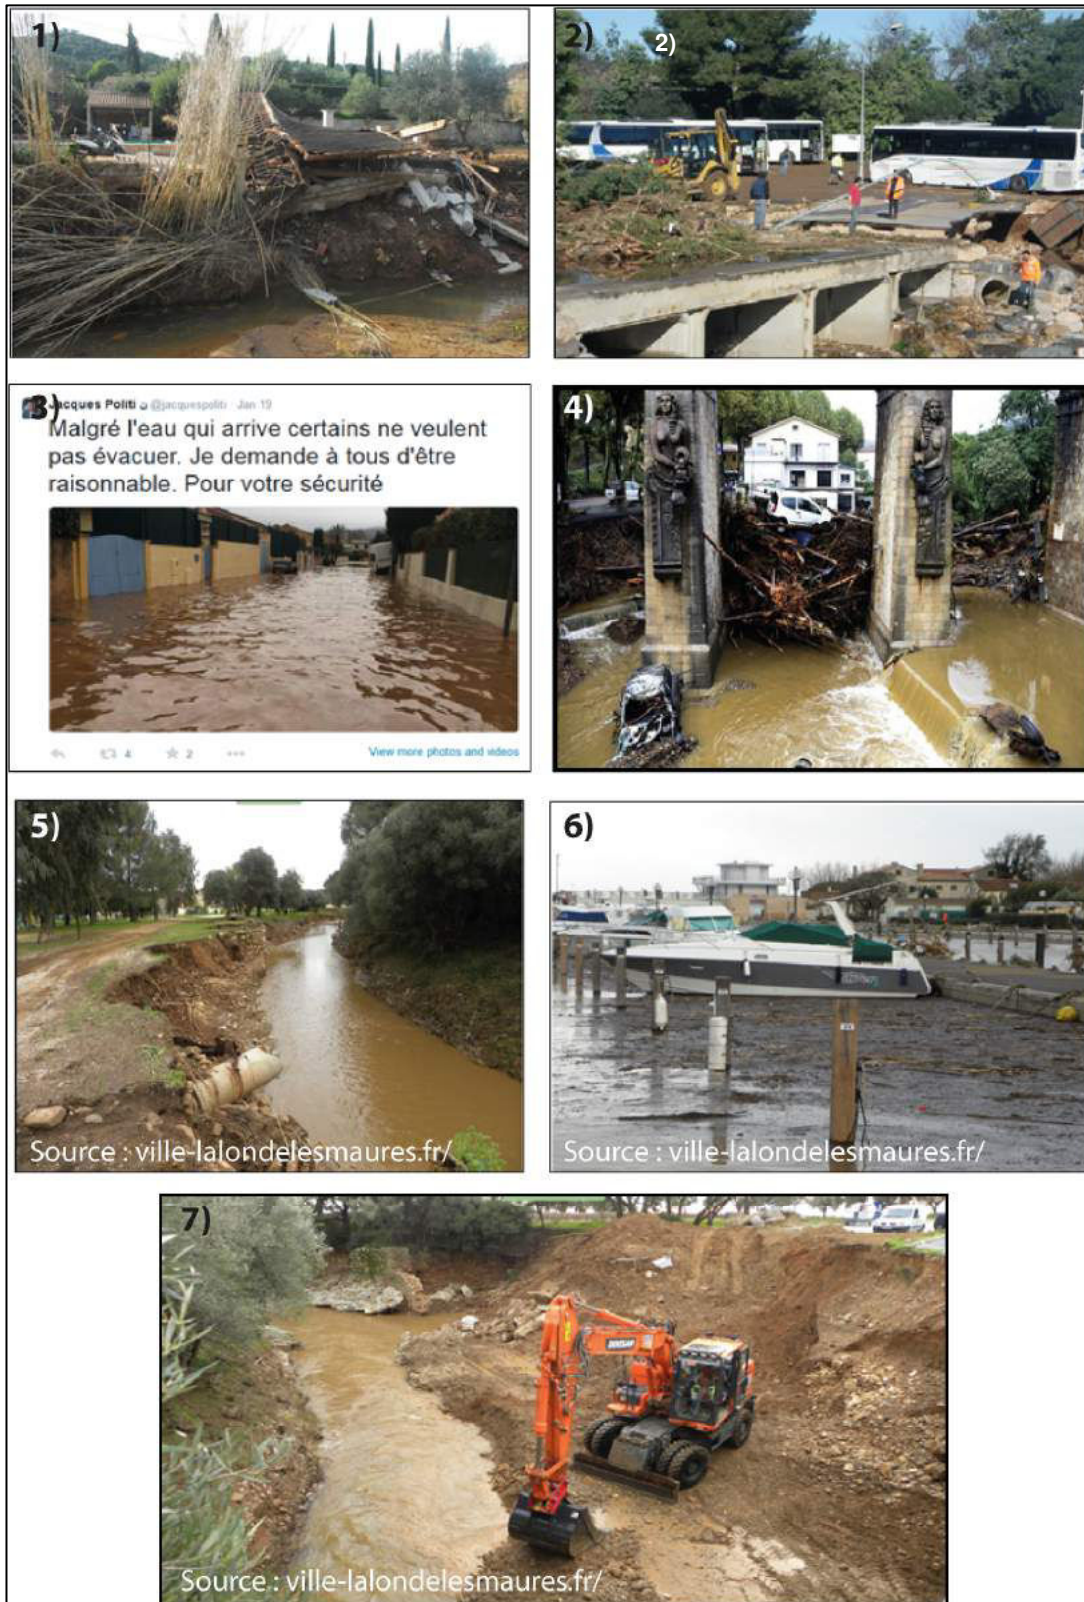 1)
2)
2)
3)
Jacques Politi @jacquespoliti · Jan 19
Malgré l'eau qui arrive certains ne veulent
pas évacuer. Je demande à tous d'être
raisonnable. Pour votre sécurité
4 2 •••
View more photos and videos
4)
5)
Source : ville-lalondelesmaures.fr/
6)
Source : ville-lalondelesmaures.fr/
7)
Source : ville-lalondelesmaures.fr/